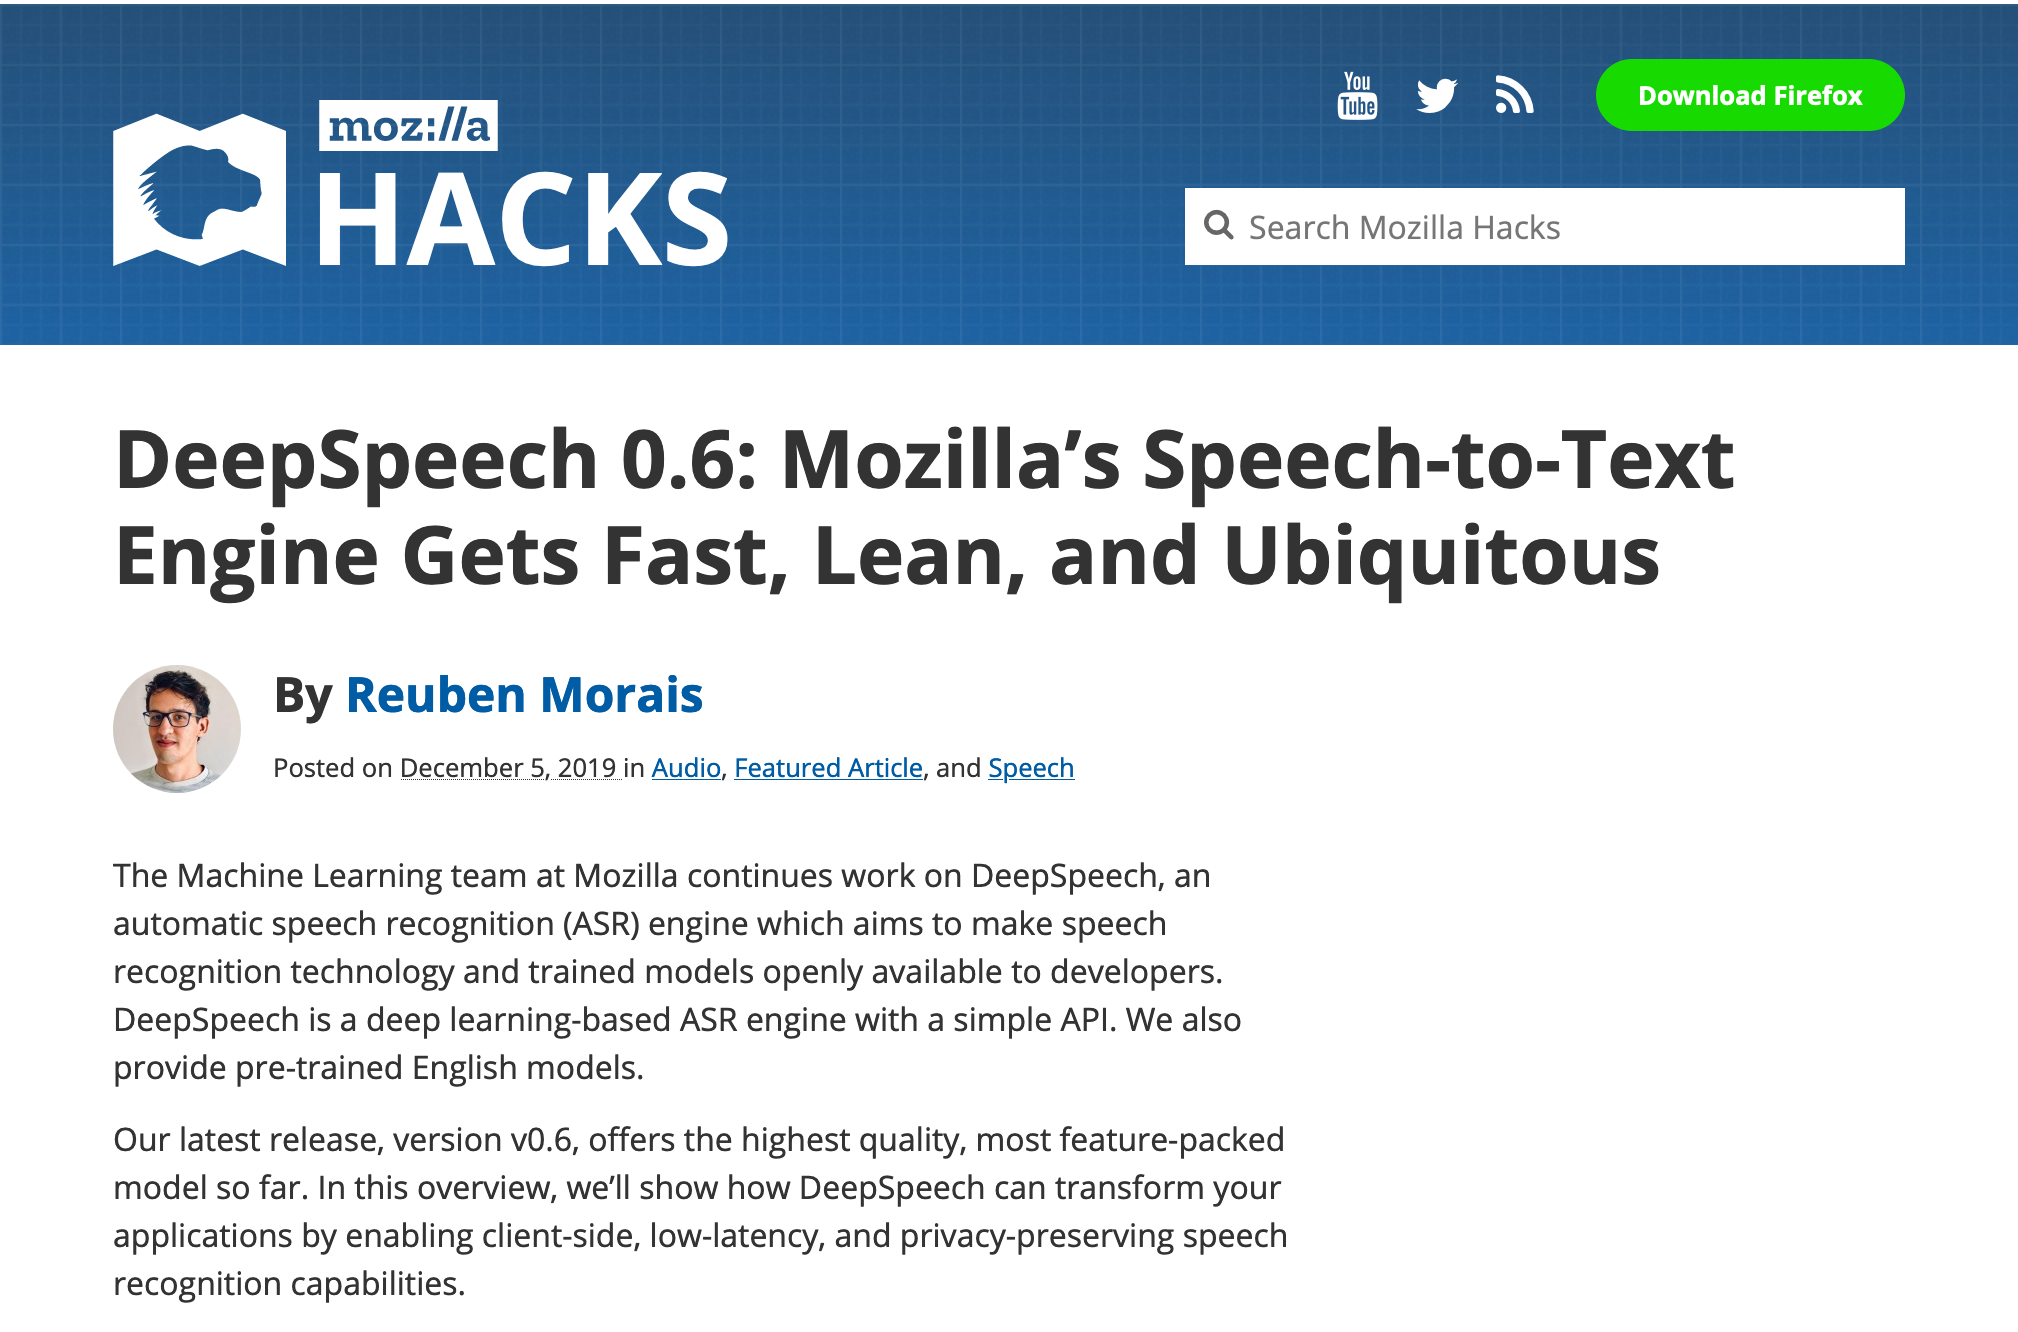 You
Tube
Download Firefox
moz://a
HACKS
Search Mozilla Hacks
DeepSpeech 0.6: Mozilla’s Speech-to-Text
Engine Gets Fast, Lean, and Ubiquitous
By Reuben Morais
Posted on December 5, 2019 in Audio, Featured Article, and Speech
The Machine Learning team at Mozilla continues work on DeepSpeech, an
automatic speech recognition (ASR) engine which aims to make speech
recognition technology and trained models openly available to developers.
DeepSpeech is a deep learning-based ASR engine with a simple API. We also
provide pre-trained English models.
Our latest release, version v0.6, offers the highest quality, most feature-packed
model so far. In this overview, we’ll show how DeepSpeech can transform your
applications by enabling client-side, low-latency, and privacy-preserving speech
recognition capabilities.